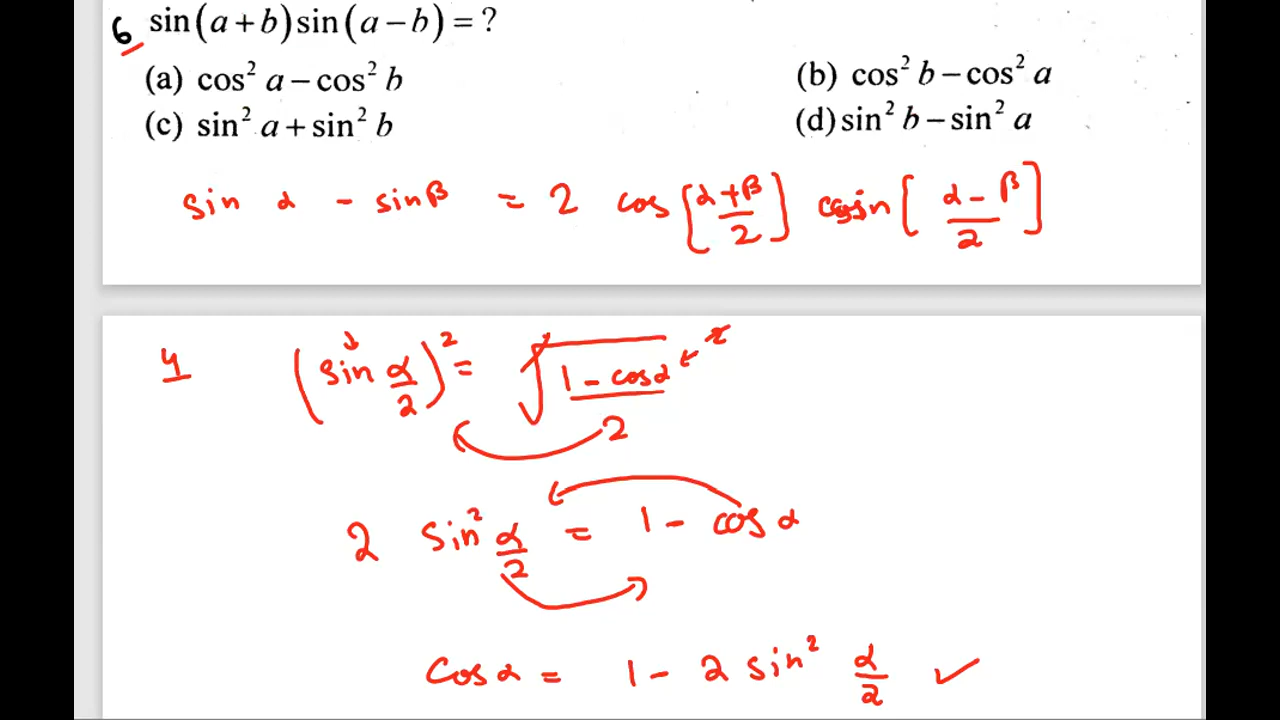 6 sin(a+b)sin(a−b)=?
(a) cos² a−cos² b (b) cos² b−cos² a
(c) sin² a+sin² b (d) sin² b−sin² a
sin α - sin β = 2 cos [α+β/2] sin [α-β/2]
4 (sin α/2)² = √1-cosα/2
2 sin² α/2 = 1 - cos α
cos α = 1 - 2 sin² α/2 ✓